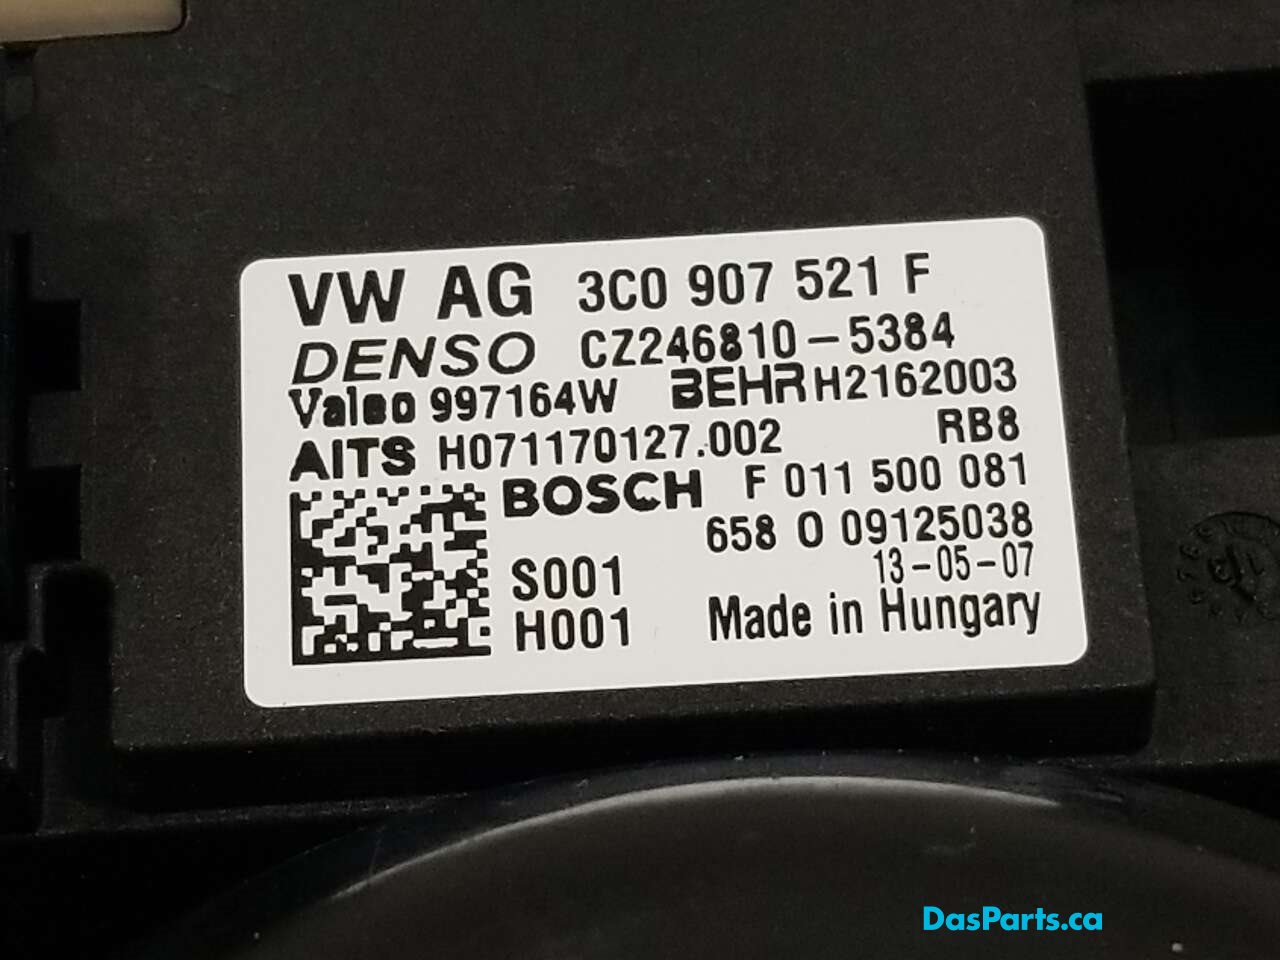 VW AG 3C0 907 521 F
DENSO CZ246810-5384
Valeo 997164W BEHR H2162003
AITS H071170127.002 RB8
BOSCH F 011 500 081
658 0 09125038
S001 13-05-07
H001 Made in Hungary
DasParts.ca